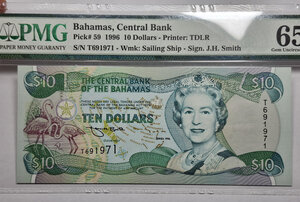 PMG
PAPER MONEY GUARANTY
Bahamas, Central Bank
Pick# 59 1996 10 Dollars - Printer: TDLR
S/N T691971 - Wmk: Sailing Ship - Sign. J.H. Smith
65
Gem Uncirculated
$10
CENTRAL BANK
OF THE BAHAMAS
$10
TEN DOLLARS
T691971
T691971
$10
$10